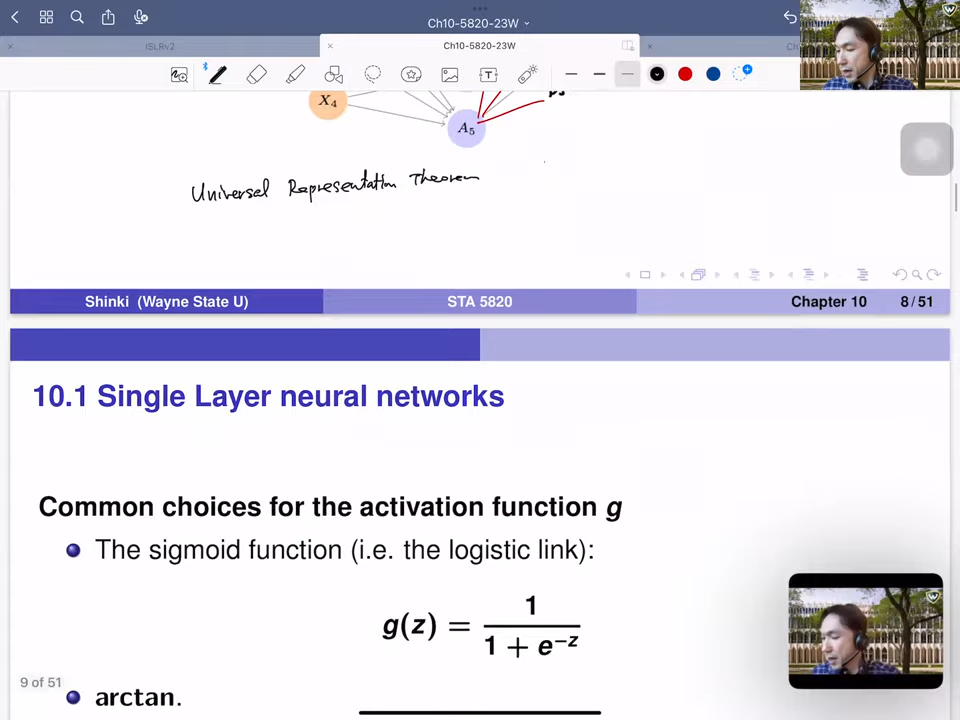 Ch10-5820-23W
ISLRv2
Ch10-5820-23W
X4
A5
Universal Representation Theorem
Shinki (Wayne State U) STA 5820 Chapter 10 8/51
10.1 Single Layer neural networks
Common choices for the activation function g
The sigmoid function (i.e. the logistic link):
g(z) = 1 / (1 + e^−z)
9 of 51
arctan.